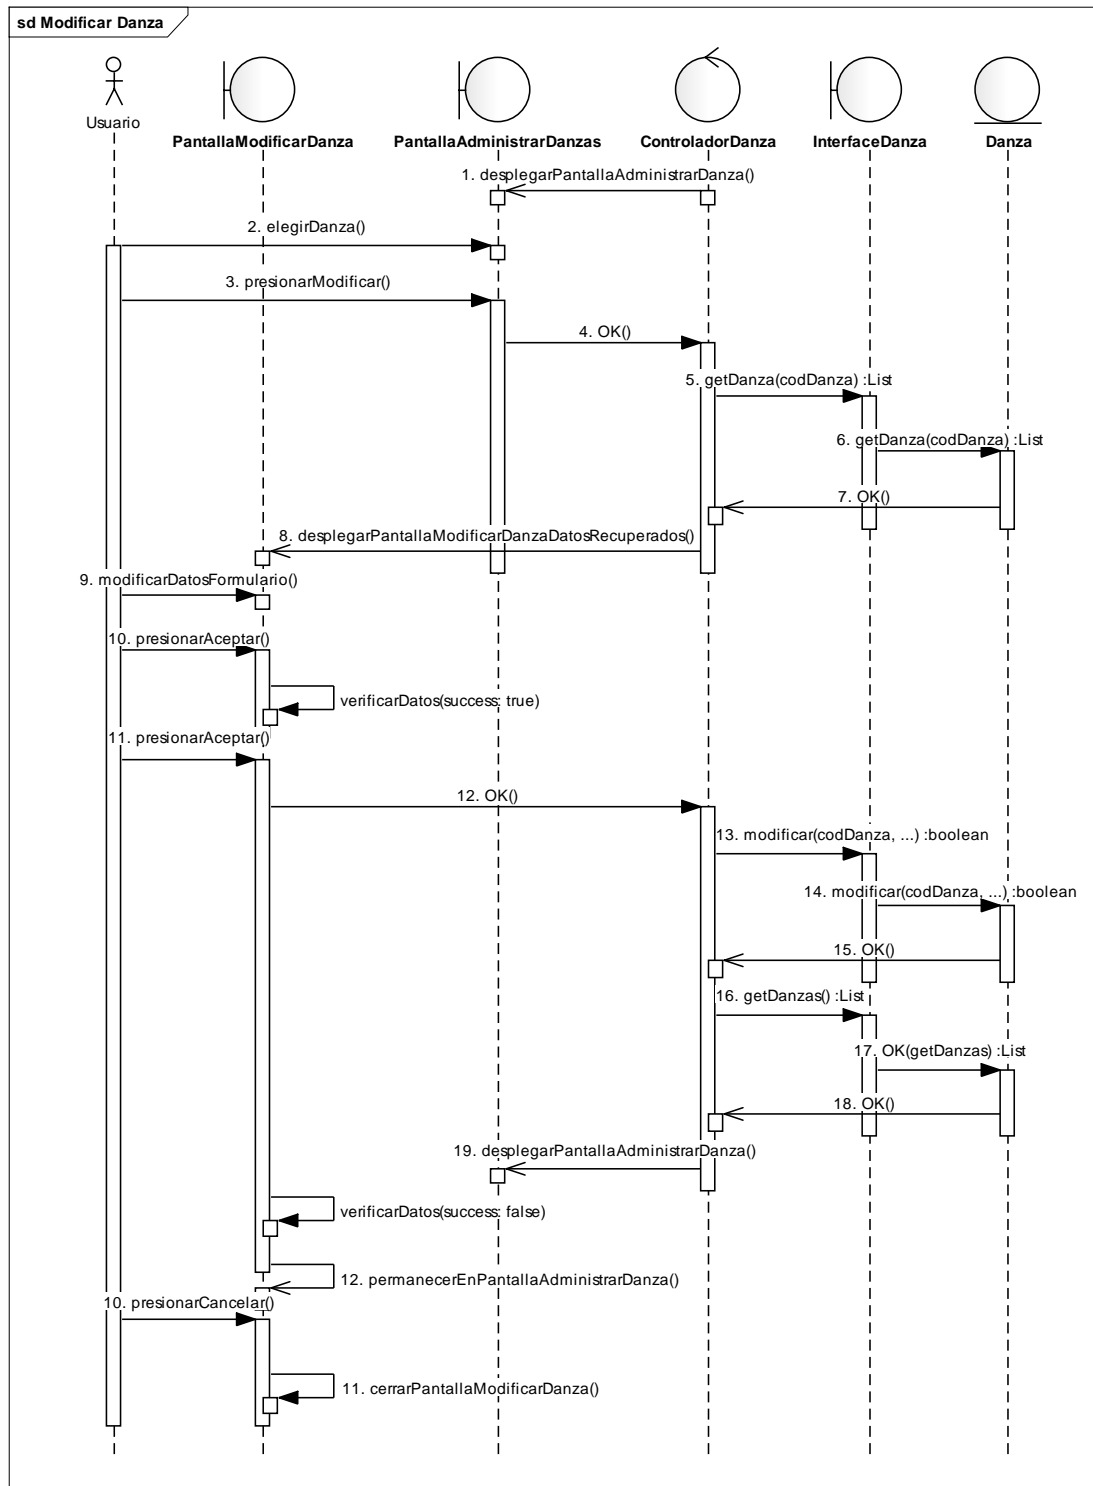 sd Modificar Danza
Usuario
PantallaModificarDanza
PantallaAdministrarDanzas
ControladorDanza
InterfaceDanza
Danza
1. desplegarPantallaAdministrarDanza()
2. elegirDanza()
3. presionarModificar()
4. OK()
5. getDanza(codDanza) :List
6. getDanza(codDanza) :List
7. OK()
8. desplegarPantallaModificarDanzaDatosRecuperados()
9. modificarDatosFormulario()
10. presionarAceptar()
verificarDatos(success: true)
11. presionarAceptar()
12. OK()
13. modificar(codDanza, ...) :boolean
14. modificar(codDanza, ...) :boolean
15. OK()
16. getDanzas() :List
17. OK(getDanzas) :List
18. OK()
19. desplegarPantallaAdministrarDanza()
verificarDatos(success: false)
12. permanecerEnPantallaAdministrarDanza()
10. presionarCancelar()
11. cerrarPantallaModificarDanza()